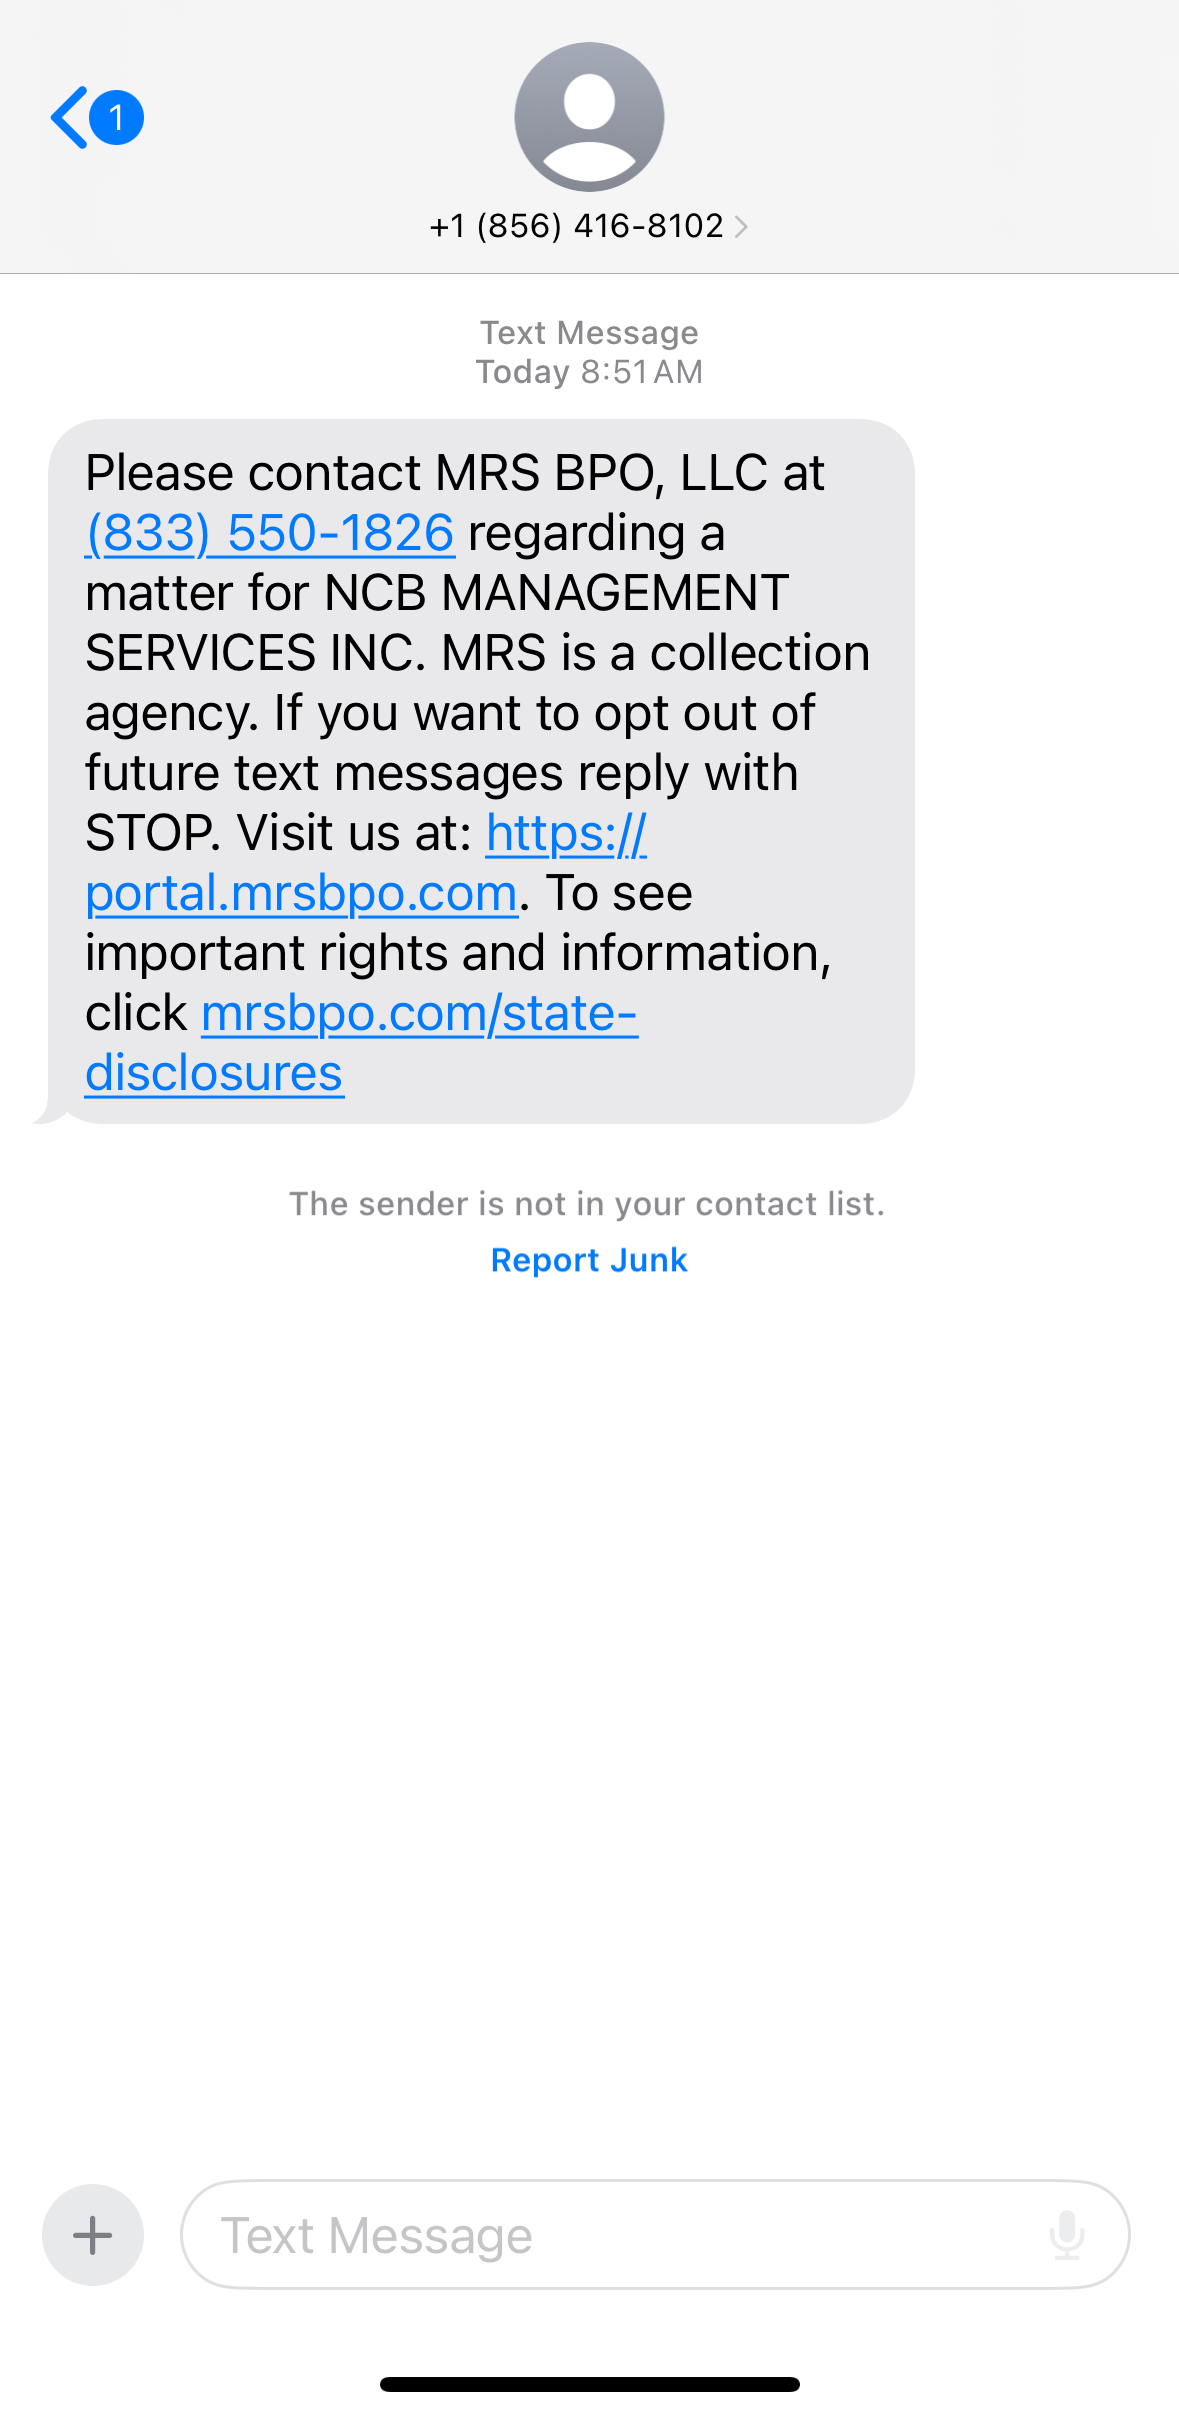 1
+1 (856) 416-8102
Text Message
Today 8:51 AM
Please contact MRS BPO, LLC at
(833) 550-1826 regarding a
matter for NCB MANAGEMENT
SERVICES INC. MRS is a collection
agency. If you want to opt out of
future text messages reply with
STOP. Visit us at: https://
portal.mrsbpo.com. To see
important rights and information,
click mrsbpo.com/state-
disclosures
The sender is not in your contact list.
Report Junk
Text Message